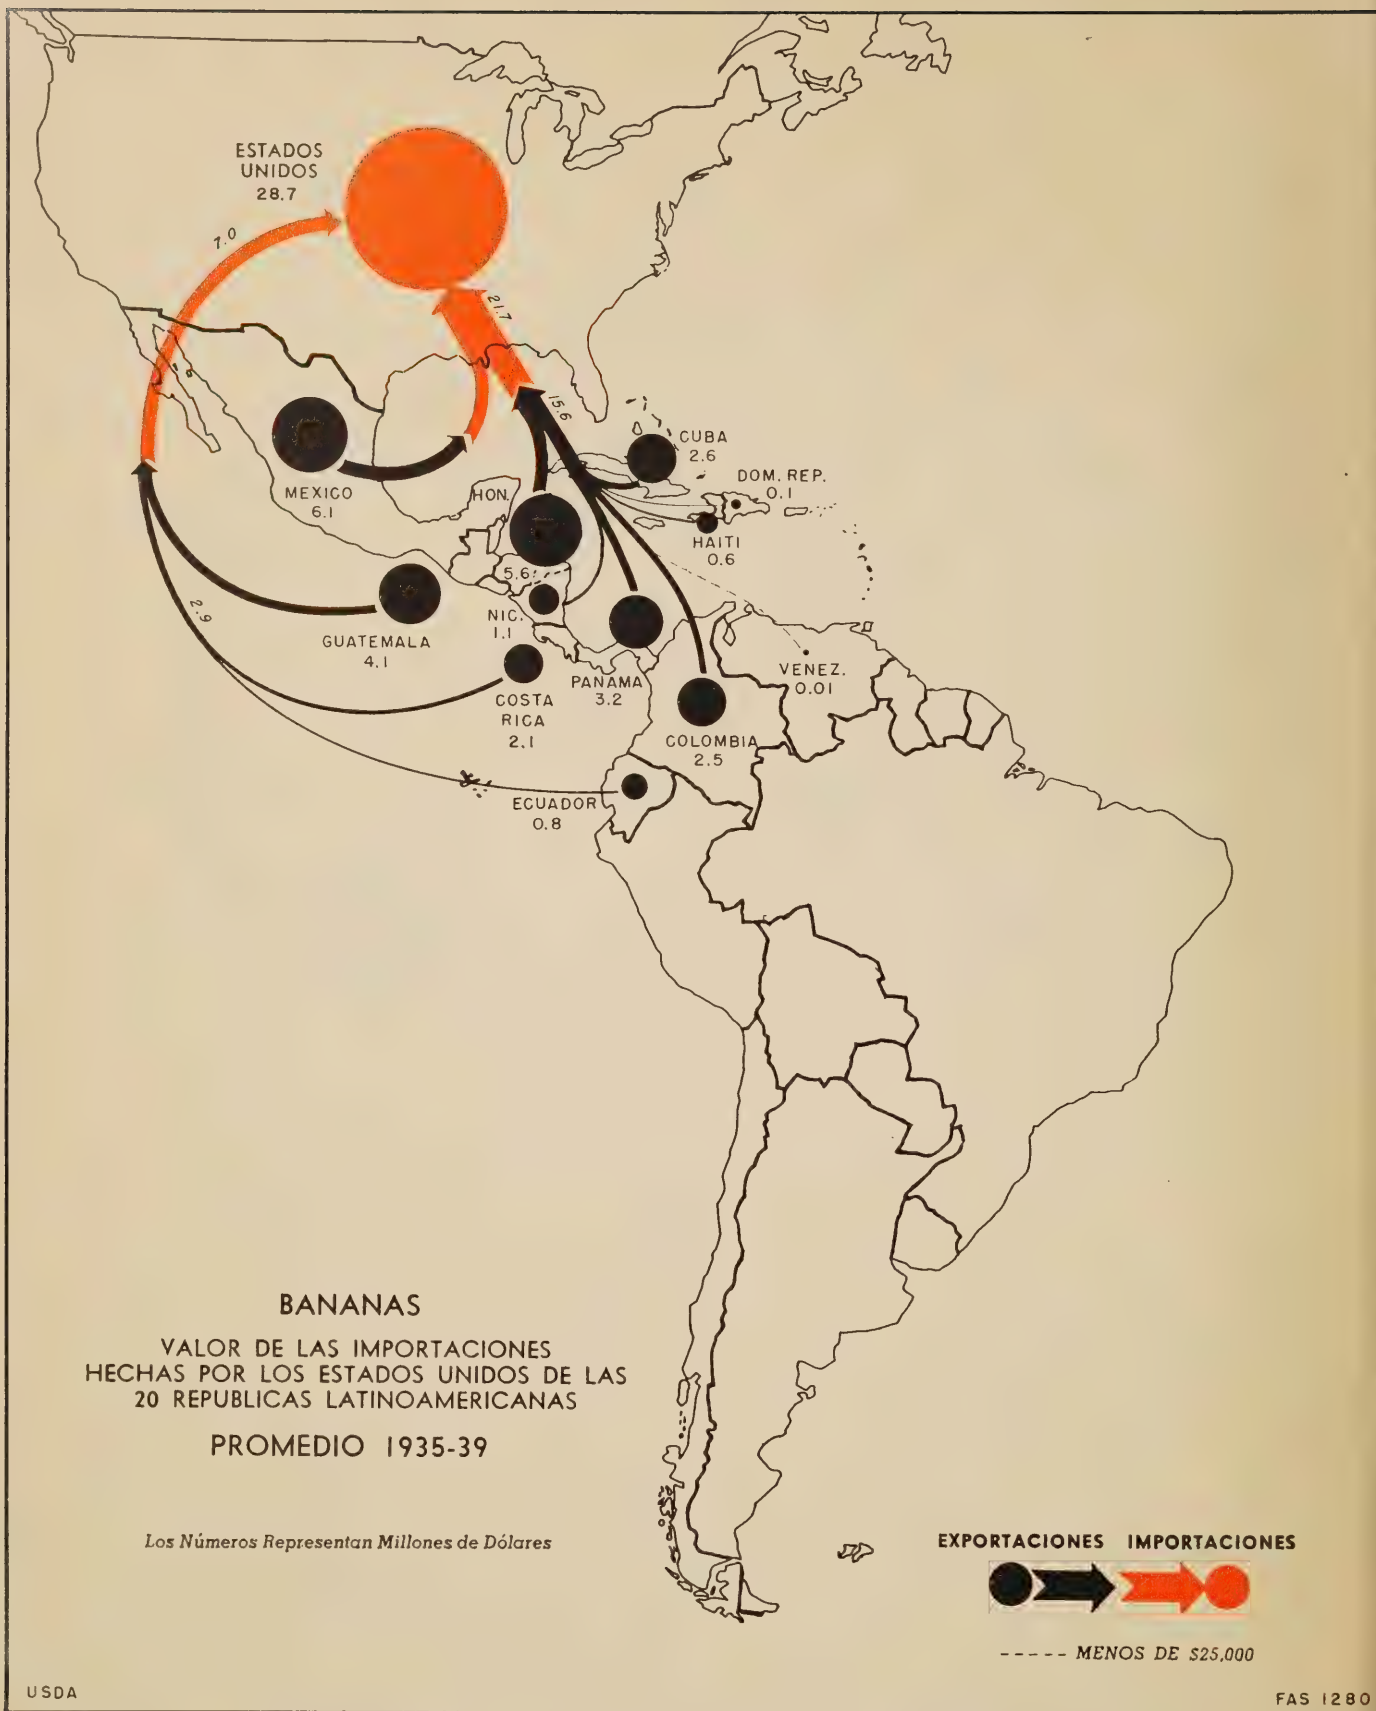 ESTADOS
UNIDOS
28.7
7.0
21.7
15.6
CUBA
2.6
DOM. REP.
0.1
HAITI
0.6
MEXICO
6.1
HON.
5.6
NIC.
1.1
GUATEMALA
4.1
2.9
COSTA
RICA
2.1
PANAMA
3.2
VENEZ.
0.01
COLOMBIA
2.5
ECUADOR
0.8
BANANAS
VALOR DE LAS IMPORTACIONES
HECHAS POR LOS ESTADOS UNIDOS DE LAS
20 REPUBLICAS LATINOAMERICANAS
PROMEDIO 1935-39
Los Números Representan Millones de Dólares
EXPORTACIONES IMPORTACIONES
----- MENOS DE $25,000
USDA
FAS 1280